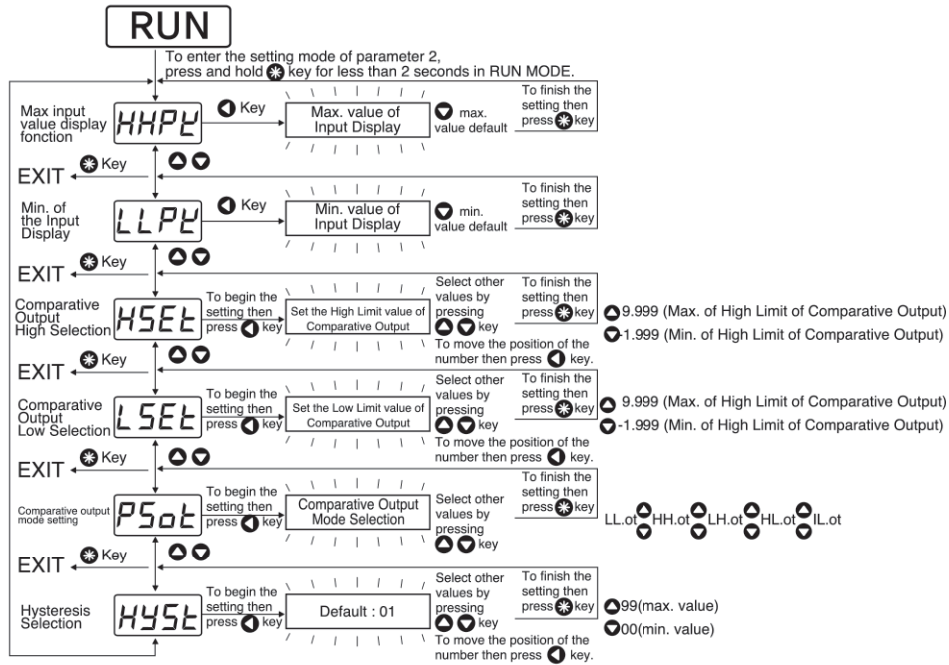 RUN
To enter the setting mode of parameter 2,
press and hold ✱ key for less than 2 seconds in RUN MODE.
Max input
value display
fonction
HHPt
Key
Max. value of
Input Display
max.
value default
To finish the
setting then
press ✱ key
EXIT
✱ Key
Min. of
the Input
Display
LLPt
Key
Min. value of
Input Display
min.
value default
To finish the
setting then
press ✱ key
EXIT
✱ Key
Comparative
Output
High Selection
HSEt
To begin the
setting then
press ◀ key
Set the High Limit value of
Comparative Output
Select other
values by
pressing
▲ ▼ key
To move the position of the
number then press ◀ key.
To finish the
setting then
press ✱ key
▲ 9.999 (Max. of High Limit of Comparative Output)
▼ -1.999 (Min. of High Limit of Comparative Output)
EXIT
✱ Key
Comparative
Output
Low Selection
LSEt
To begin the
setting then
press ◀ key
Set the Low Limit value of
Comparative Output
Select other
values by
pressing
▲ ▼ key
To move the position of the
number then press ◀ key.
To finish the
setting then
press ✱ key
▲ 9.999 (Max. of High Limit of Comparative Output)
▼ -1.999 (Min. of High Limit of Comparative Output)
EXIT
✱ Key
Comparative output
mode setting
PSot
To begin the
setting then
press ◀ key
Comparative Output
Mode Selection
Select other
values by
pressing
▲ ▼ key
To finish the
setting then
press ✱ key
LL.ot HH.ot LH.ot HL.ot IL.ot
EXIT
✱ Key
Hysteresis
Selection
HYSt
To begin the
setting then
press ◀ key
Default : 01
Select other
values by
pressing
▲ ▼ key
To move the position of the
number then press ◀ key.
To finish the
setting then
press ✱ key
▲ 99(max. value)
▼ 00(min. value)